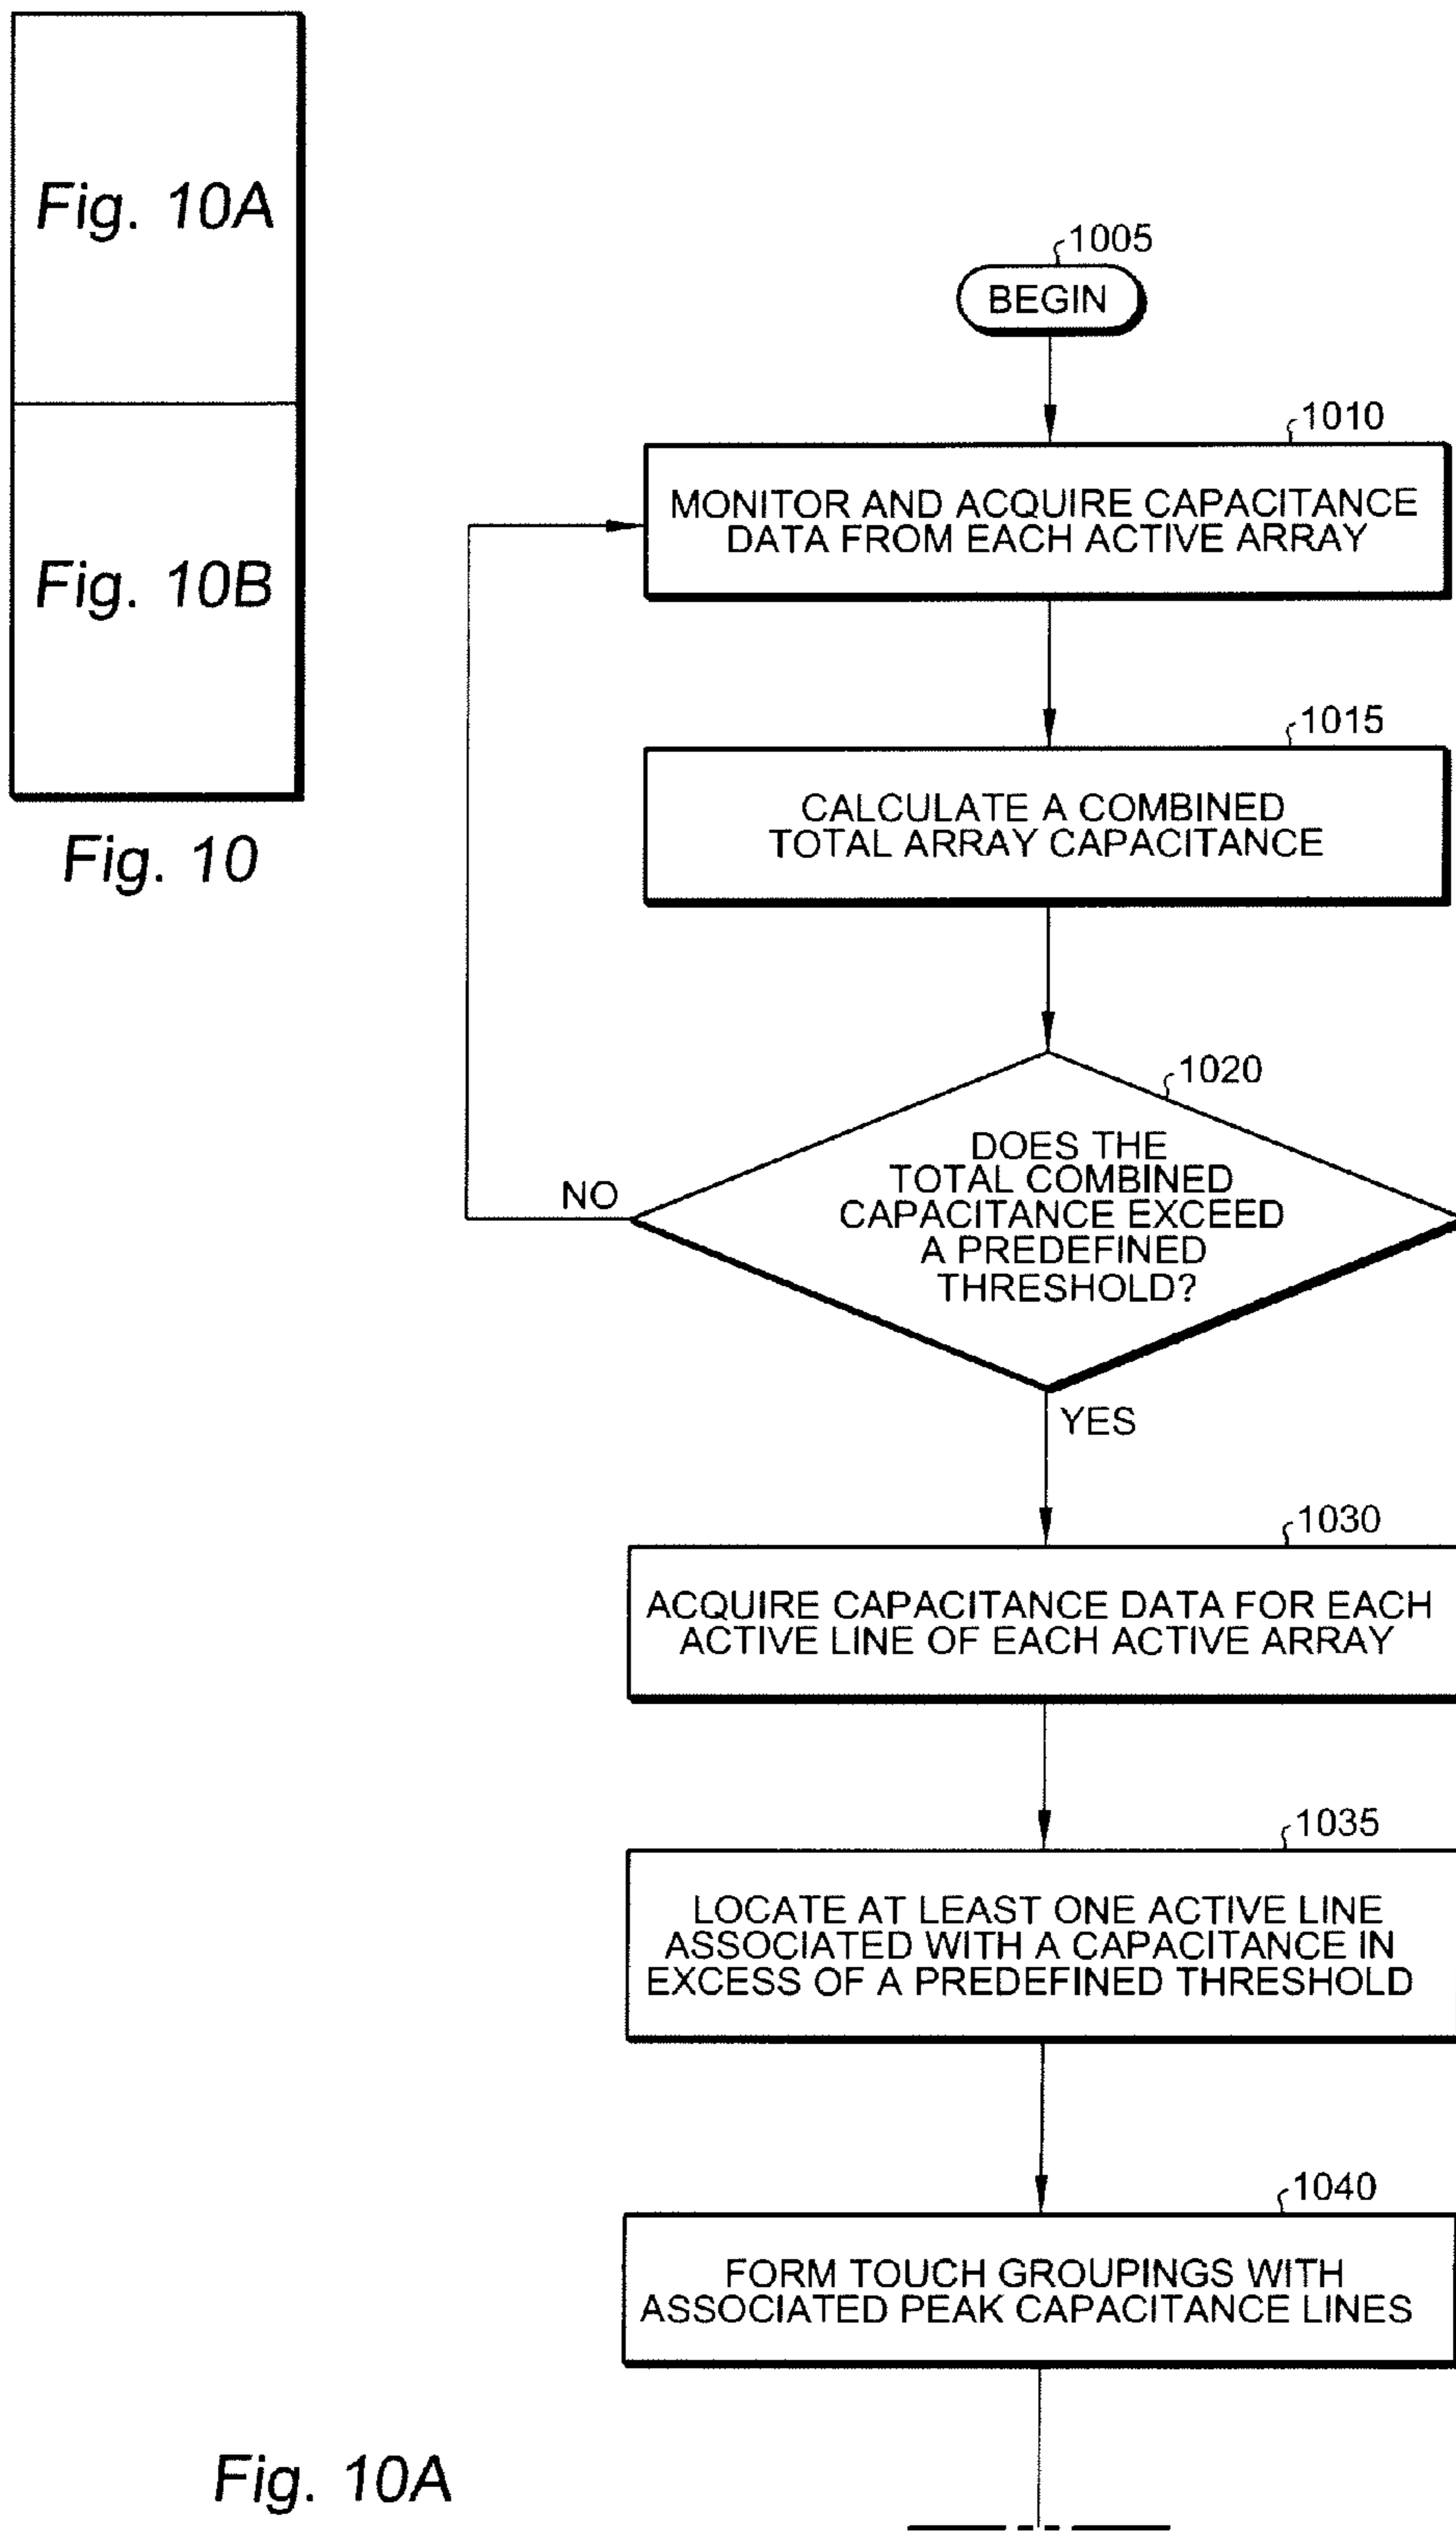 Fig. 10A
Fig. 10B
Fig. 10
1005
BEGIN
1010
MONITOR AND ACQUIRE CAPACITANCE
DATA FROM EACH ACTIVE ARRAY
1015
CALCULATE A COMBINED
TOTAL ARRAY CAPACITANCE
1020
DOES THE
TOTAL COMBINED
CAPACITANCE EXCEED
A PREDEFINED
THRESHOLD?
NO
YES
1030
ACQUIRE CAPACITANCE DATA FOR EACH
ACTIVE LINE OF EACH ACTIVE ARRAY
1035
LOCATE AT LEAST ONE ACTIVE LINE
ASSOCIATED WITH A CAPACITANCE IN
EXCESS OF A PREDEFINED THRESHOLD
1040
FORM TOUCH GROUPINGS WITH
ASSOCIATED PEAK CAPACITANCE LINES
Fig. 10A